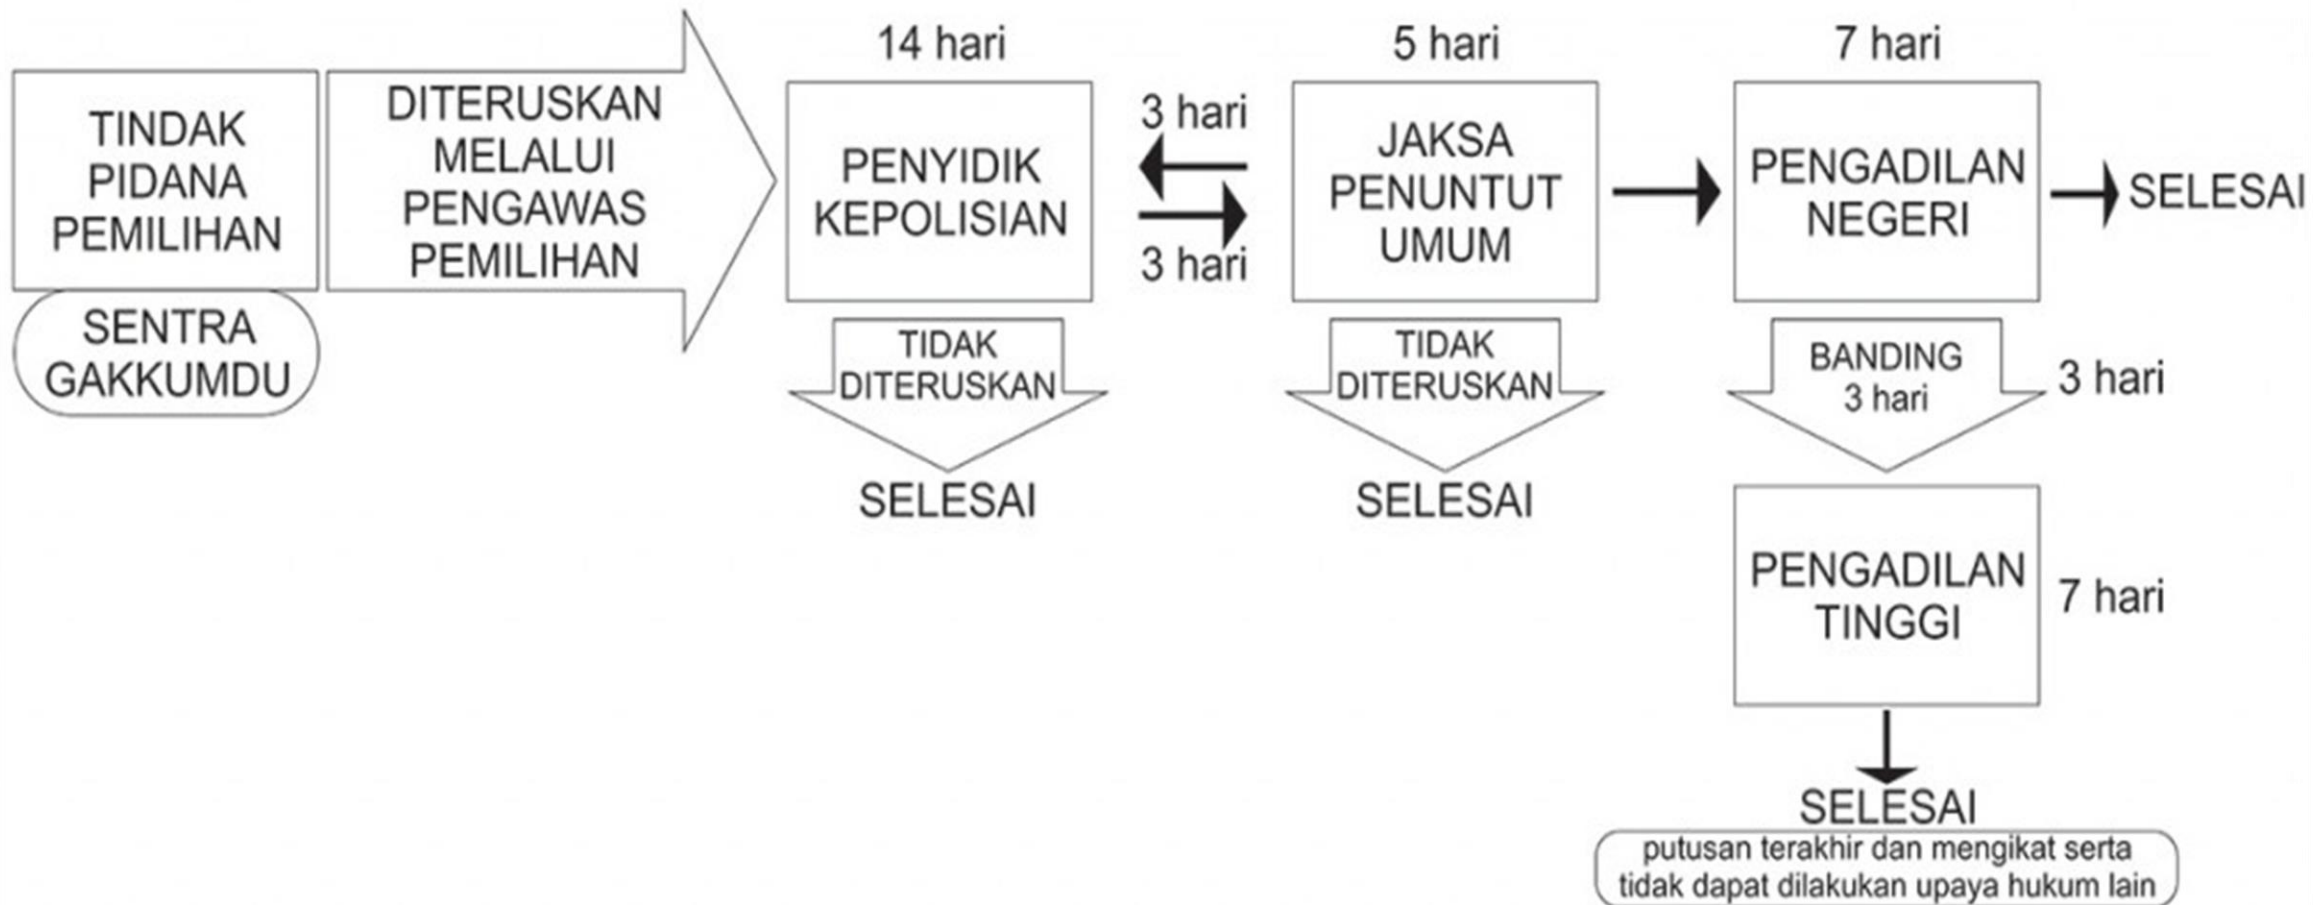 TINDAK
PIDANA
PEMILIHAN
SENTRA
GAKKUMDU
DITERUSKAN
MELALUI
PENGAWAS
PEMILIHAN
14 hari
PENYIDIK
KEPOLISIAN
TIDAK
DITERUSKAN
SELESAI
3 hari
3 hari
5 hari
JAKSA
PENUNTUT
UMUM
TIDAK
DITERUSKAN
SELESAI
7 hari
PENGADILAN
NEGERI
SELESAI
BANDING
3 hari
3 hari
PENGADILAN
TINGGI
7 hari
SELESAI
putusan terakhir dan mengikat serta
tidak dapat dilakukan upaya hukum lain